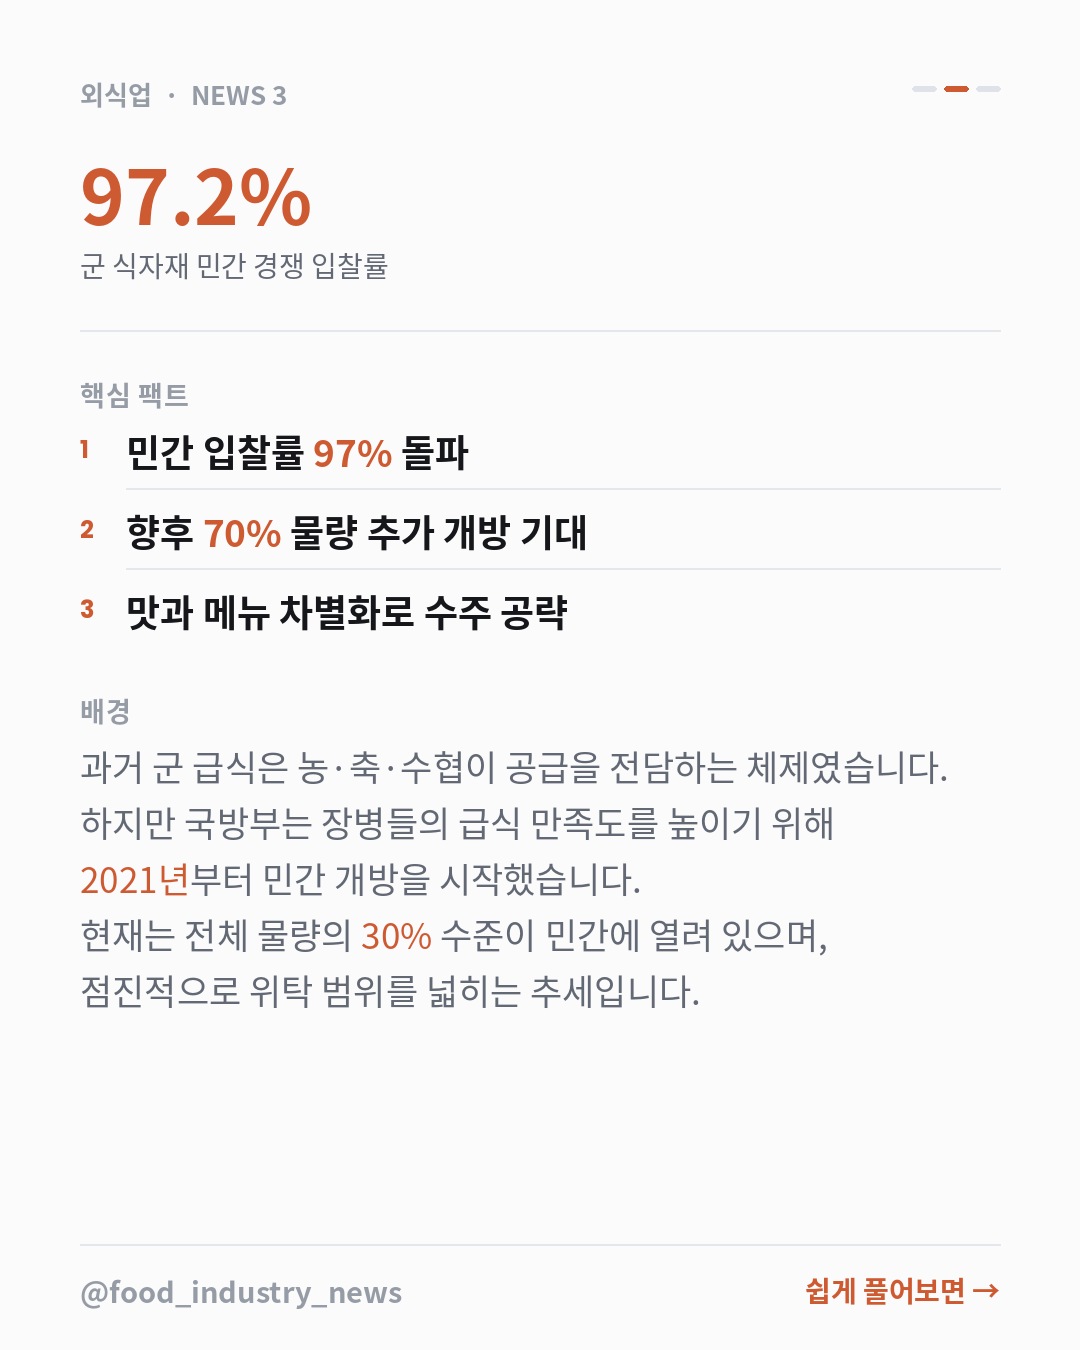 외식업 · NEWS 3
97.2%
군 식자재 민간 경쟁 입찰률
핵심 팩트
1 민간 입찰률 97% 돌파
2 향후 70% 물량 추가 개방 기대
3 맛과 메뉴 차별화로 수주 공략
배경
과거 군 급식은 농·축·수협이 공급을 전담하는 체제였습니다.
하지만 국방부는 장병들의 급식 만족도를 높이기 위해
2021년부터 민간 개방을 시작했습니다.
현재는 전체 물량의 30% 수준이 민간에 열려 있으며,
점진적으로 위탁 범위를 넓히는 추세입니다.
@food_industry_news
쉽게 풀어보면 →